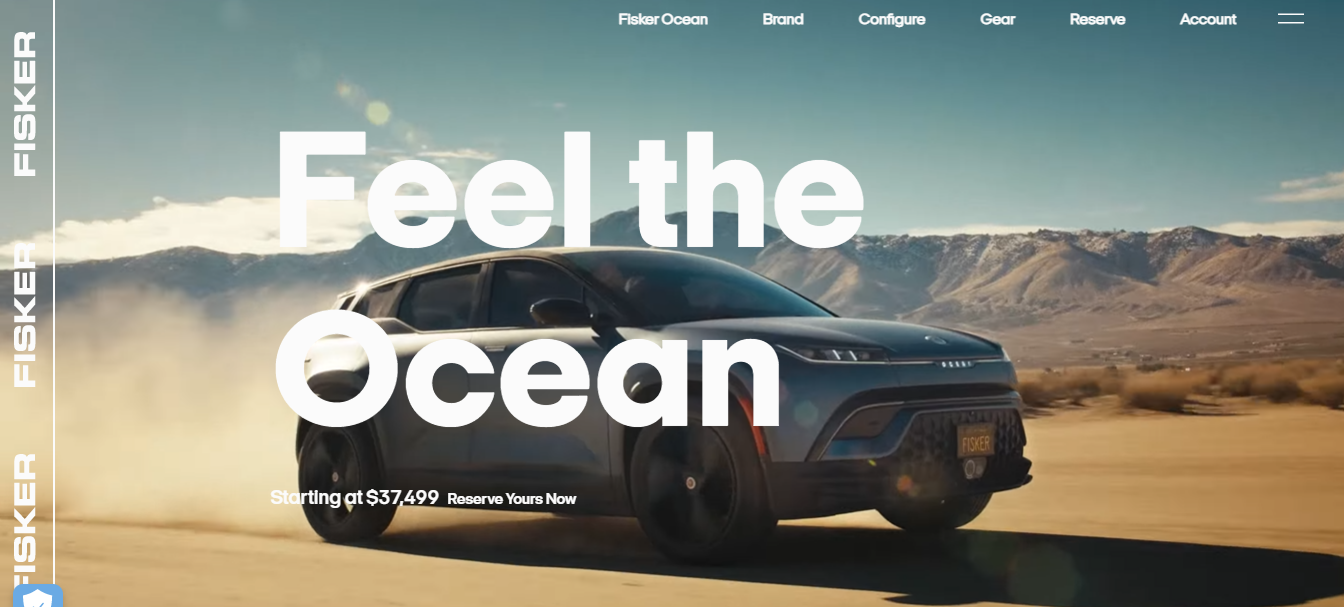 Fisker Ocean
Brand
Configure
Gear
Reserve
Account
FISKER
FISKER
FISKER
Feel the
Ocean
FISKER
Starting at $37,499 Reserve Yours Now